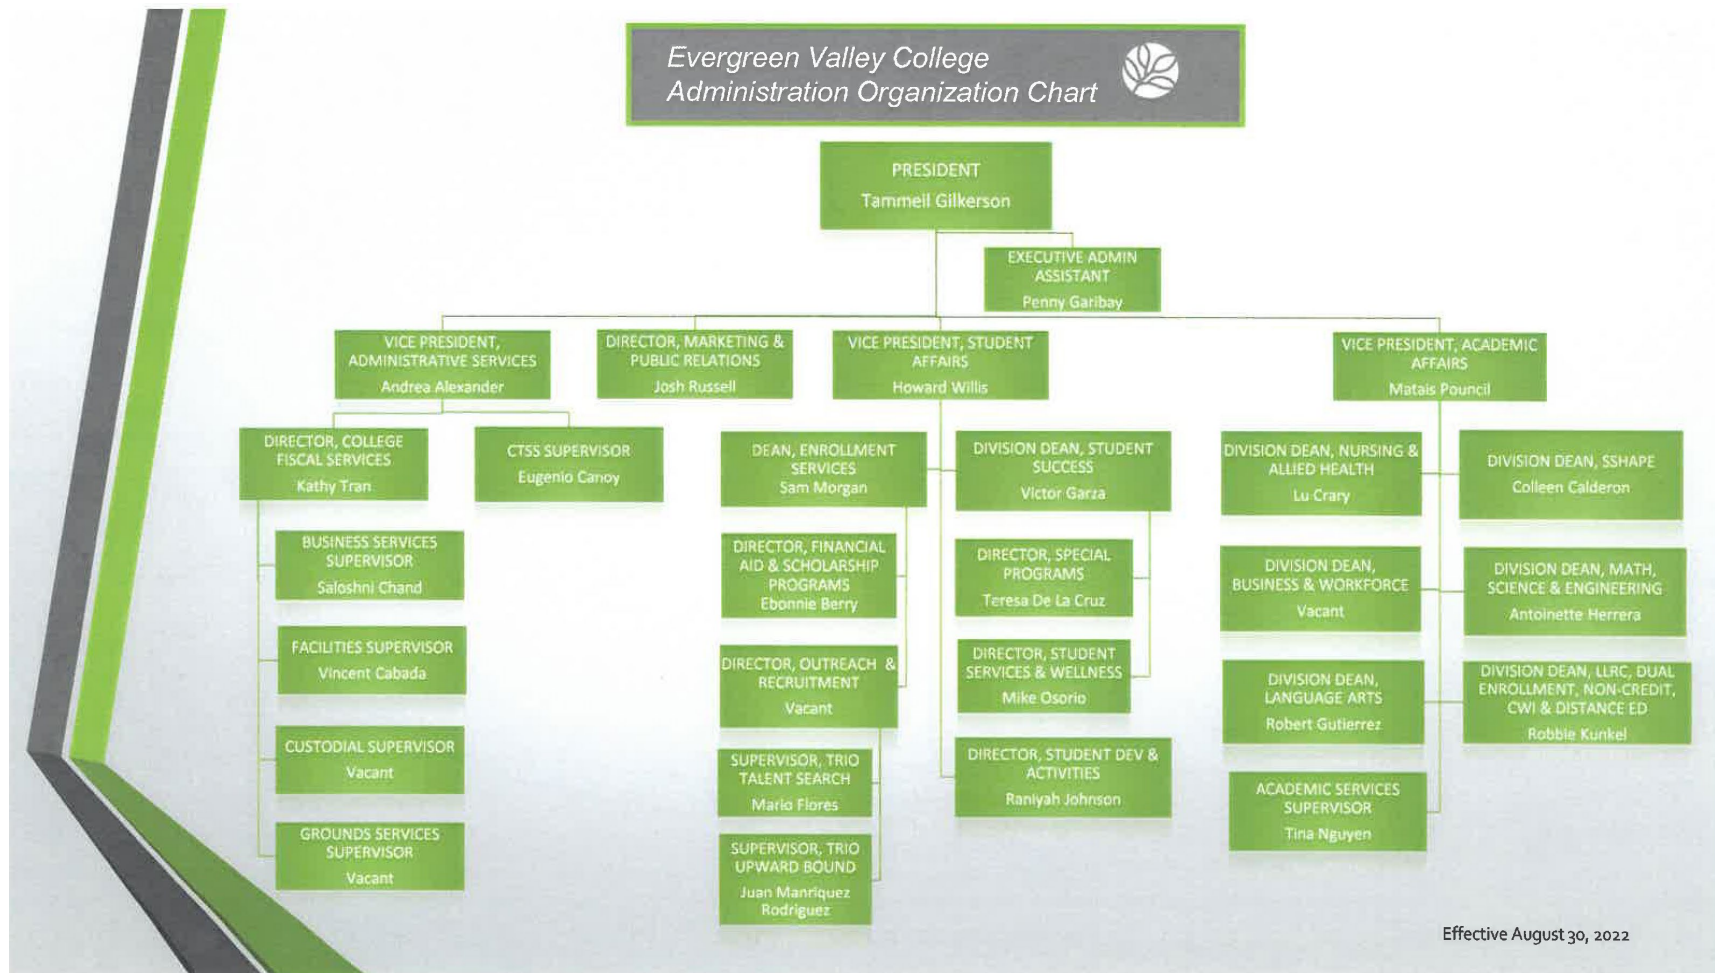 Evergreen Valley College
Administration Organization Chart
PRESIDENT
Tammeil Gilkerson
EXECUTIVE ADMIN
ASSISTANT
Penny Garibay
VICE PRESIDENT,
ADMINISTRATIVE SERVICES
Andrea Alexander
DIRECTOR, MARKETING &
PUBLIC RELATIONS
Josh Russell
VICE PRESIDENT, STUDENT
AFFAIRS
Howard Willis
VICE PRESIDENT, ACADEMIC
AFFAIRS
Matais Pouncil
DIRECTOR, COLLEGE
FISCAL SERVICES
Kathy Tran
CTSS SUPERVISOR
Eugenio Canoy
BUSINESS SERVICES
SUPERVISOR
Saloshni Chand
FACILITIES SUPERVISOR
Vincent Cabada
CUSTODIAL SUPERVISOR
Vacant
GROUNDS SERVICES
SUPERVISOR
Vacant
DEAN, ENROLLMENT
SERVICES
Sam Morgan
DIRECTOR, FINANCIAL
AID & SCHOLARSHIP
PROGRAMS
Ebonnie Berry
DIRECTOR, OUTREACH &
RECRUITMENT
Vacant
SUPERVISOR, TRIO
TALENT SEARCH
Mario Flores
SUPERVISOR, TRIO
UPWARD BOUND
Juan Manriquez
Rodriguez
DIVISION DEAN, STUDENT
SUCCESS
Victor Garza
DIRECTOR, SPECIAL
PROGRAMS
Teresa De La Cruz
DIRECTOR, STUDENT
SERVICES & WELLNESS
Mike Osorio
DIRECTOR, STUDENT DEV &
ACTIVITIES
Raniyah Johnson
DIVISION DEAN, NURSING &
ALLIED HEALTH
Lu Crary
DIVISION DEAN,
BUSINESS & WORKFORCE
Vacant
DIVISION DEAN,
LANGUAGE ARTS
Robert Gutierrez
ACADEMIC SERVICES
SUPERVISOR
Tina Nguyen
DIVISION DEAN, SSHAPE
Colleen Calderon
DIVISION DEAN, MATH,
SCIENCE & ENGINEERING
Antoinette Herrera
DIVISION DEAN, LLRC, DUAL
ENROLLMENT, NON-CREDIT,
CWI & DISTANCE ED
Robbie Kunkel
Effective August 30, 2022